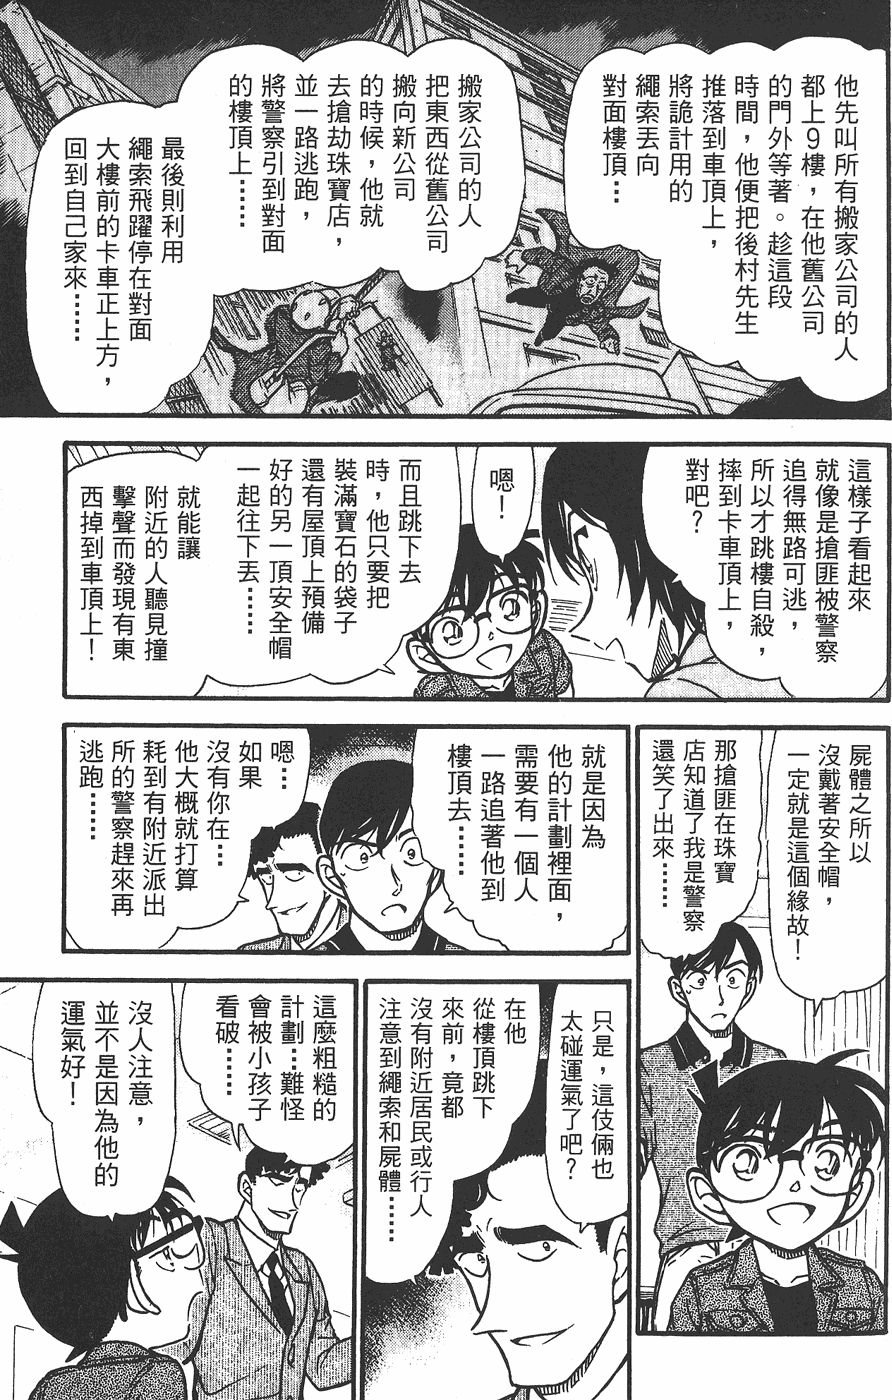 他先叫所有搬家公司的人
都上9樓，在他舊公司
的門外等著。趁這段
時間，他便把後村先生
推落到車頂上，
將詭計用的
繩索丟向
對面樓頂…
搬家公司的人
把東西從舊公司
搬向新公司
的時候，他就
去搶劫珠寶店，
並一路逃跑，
將警察引到對面
的樓頂上……
最後則利用
繩索飛躍停在對面
大樓前的卡車正上方，
回到自己家來……
這樣子看起來
就像是搶匪被警察
追得無路可逃，
所以才跳樓自殺，
摔到卡車頂上，
對吧？
嗯！
而且跳下去
時，他只要把
裝滿寶石的袋子
還有屋頂上預備
好的另一頂安全帽
一起往下丟……
就能讓
附近的人聽見撞
擊聲而發現有東
西掉到車頂上！
屍體之所以
沒戴著安全帽，
一定就是這個緣故！
那搶匪在珠寶
店知道了我是警察
還笑了出來……
就是因為
他的計劃裡面，
需要有一個人
一路追著他到
樓頂去……
嗯…
如果
沒有你在…
他大概就打算
耗到有附近派出
所的警察趕來再
逃跑……
只是，這伎倆也
太碰運氣了吧？
在他
從樓頂跳下
來前，竟都
沒有附近居民或行人
注意到繩索和屍體……
這麼粗糙的
計劃…難怪
會被小孩子
看破……
沒人注意，
並不是因為他的
運氣好！